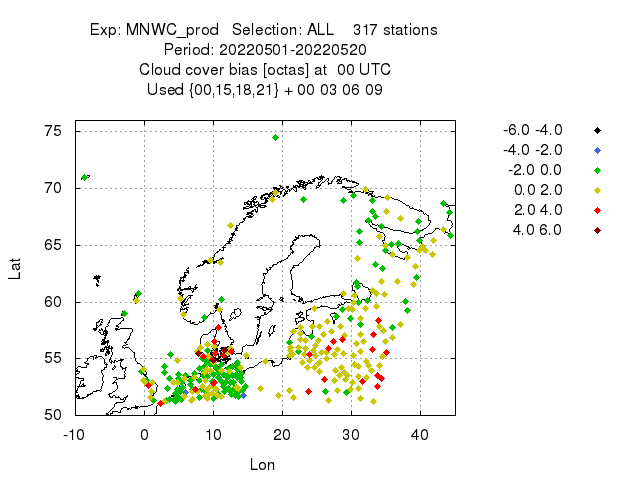 Exp: MNWC_prod   Selection: ALL    317 stations
Period: 20220501-20220520
Cloud cover bias [octas] at  00 UTC
Used {00,15,18,21} + 00 03 06 09
75
70
65
60
55
50
-10 0 10 20 30 40
Lat
Lon
-6.0 -4.0
-4.0 -2.0
-2.0 0.0
0.0 2.0
2.0 4.0
4.0 6.0